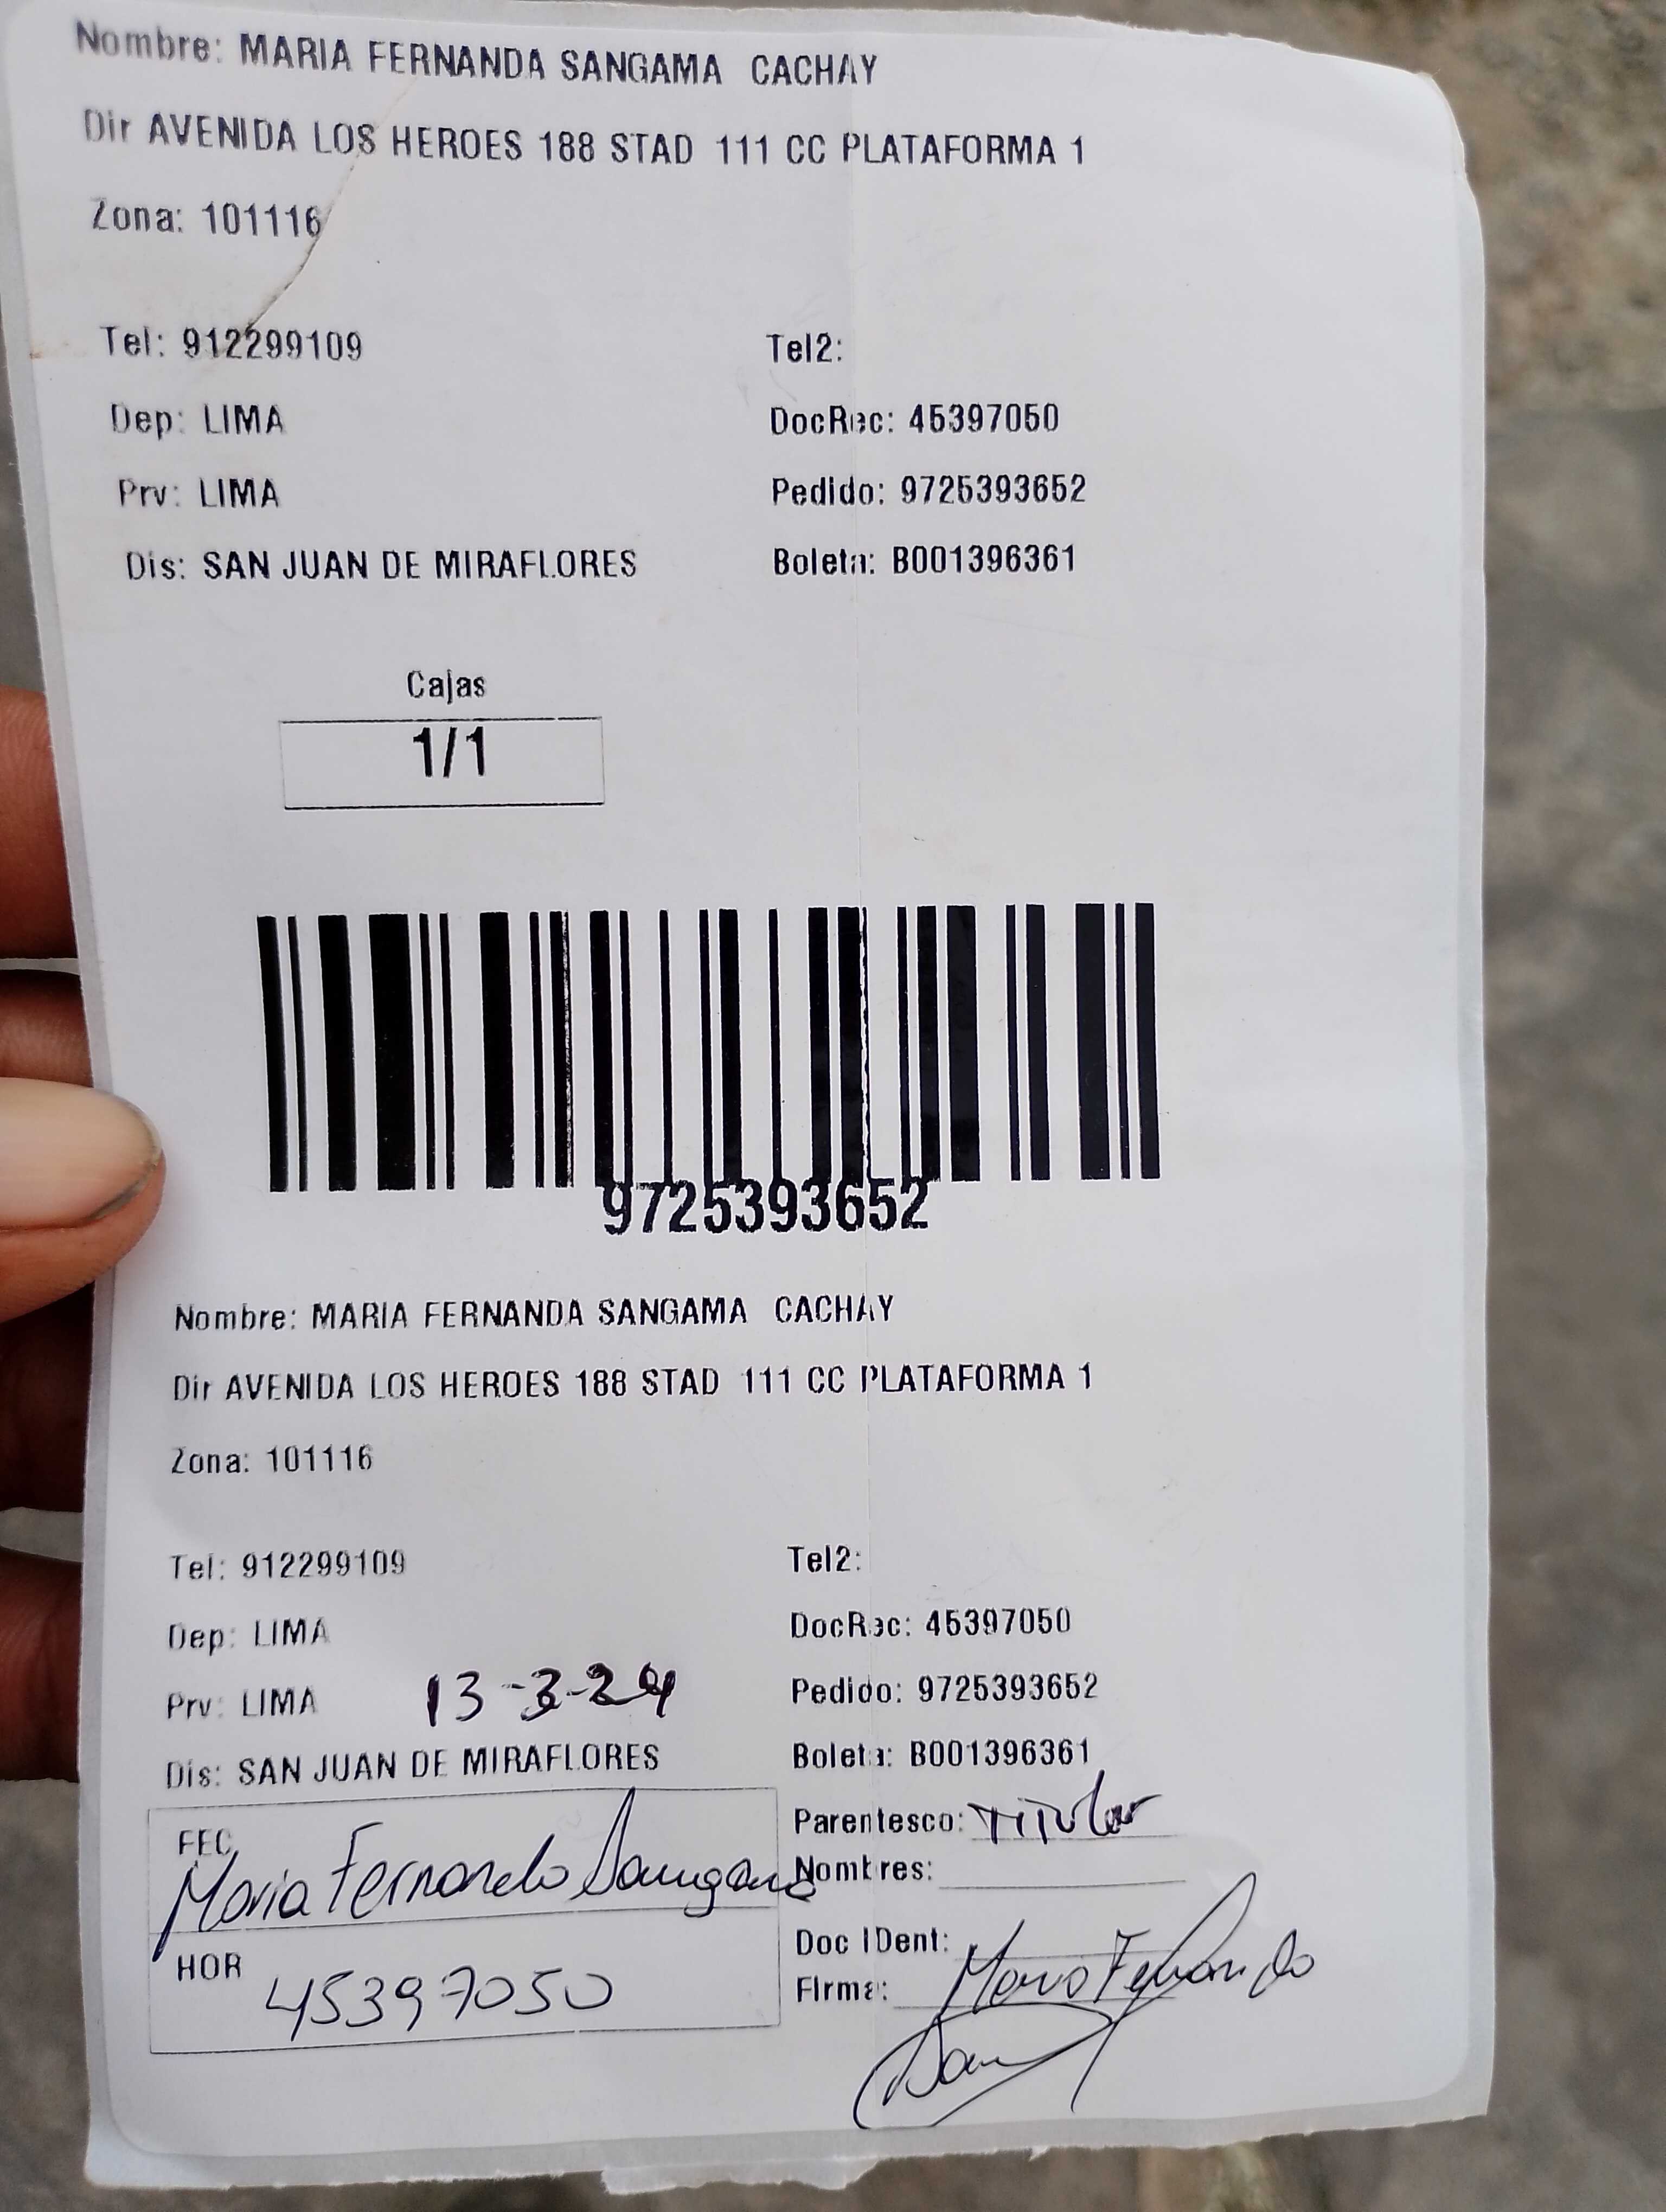 Nombre: MARIA FERNANDA SANGAMA CACHAY
Dir AVENIDA LOS HEROES 188 STAD 111 CC PLATAFORMA 1
Zona: 101116
Tel: 912299109 Tel2:
Dep: LIMA DocRec: 45397050
Prv: LIMA Pedido: 9725393652
Dis: SAN JUAN DE MIRAFLORES Boleta: B001396361
Cajas
1/1
9725393652
Nombre: MARIA FERNANDA SANGAMA CACHAY
Dir AVENIDA LOS HEROES 188 STAD 111 CC PLATAFORMA 1
Zona: 101116
Tel: 912299109 Tel2:
Dep: LIMA DocRec: 45397050
Prv: LIMA 13-3-24 Pedido: 9725393652
Dis: SAN JUAN DE MIRAFLORES Boleta: B001396361
Parentesco: Titular
FEC
Maria Fernanda Sangama Nombres:
HOR Doc IDent:
45397050 Firma: Maria Fernanda